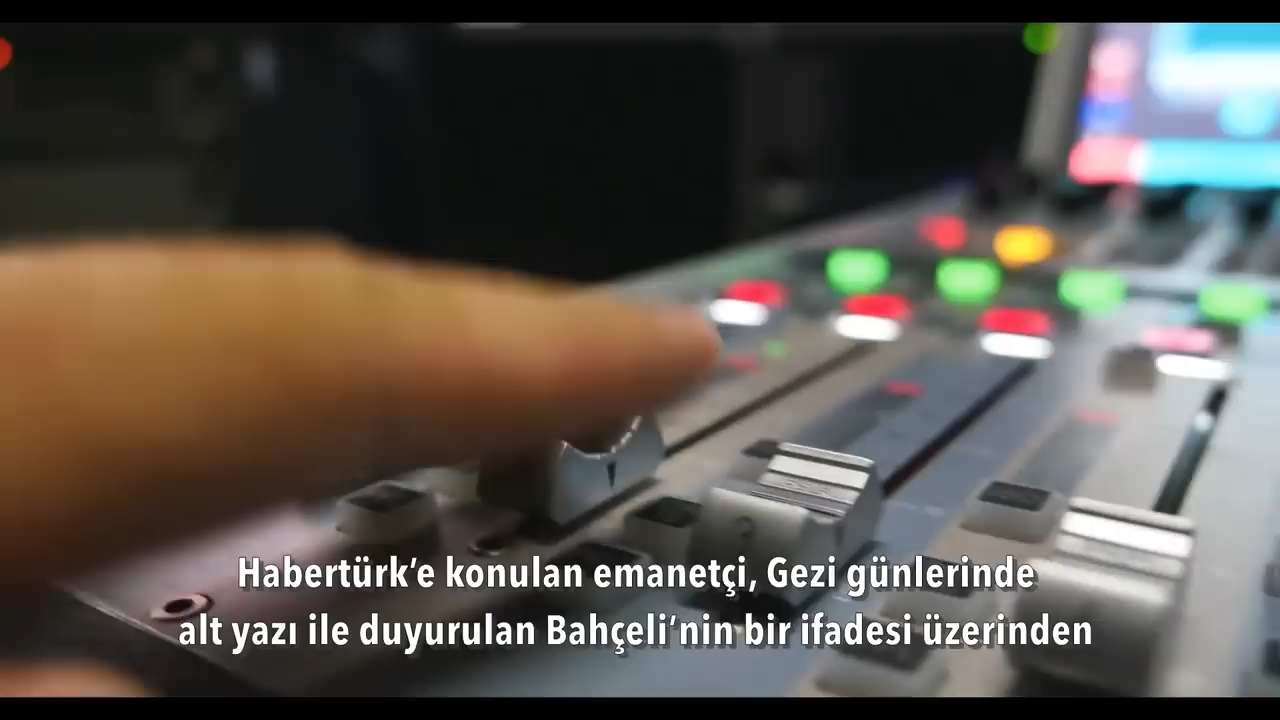 Habertürk’e konulan emanetçi, Gezi günlerinde
alt yazı ile duyurulan Bahçeli’nin bir ifadesi üzerinden